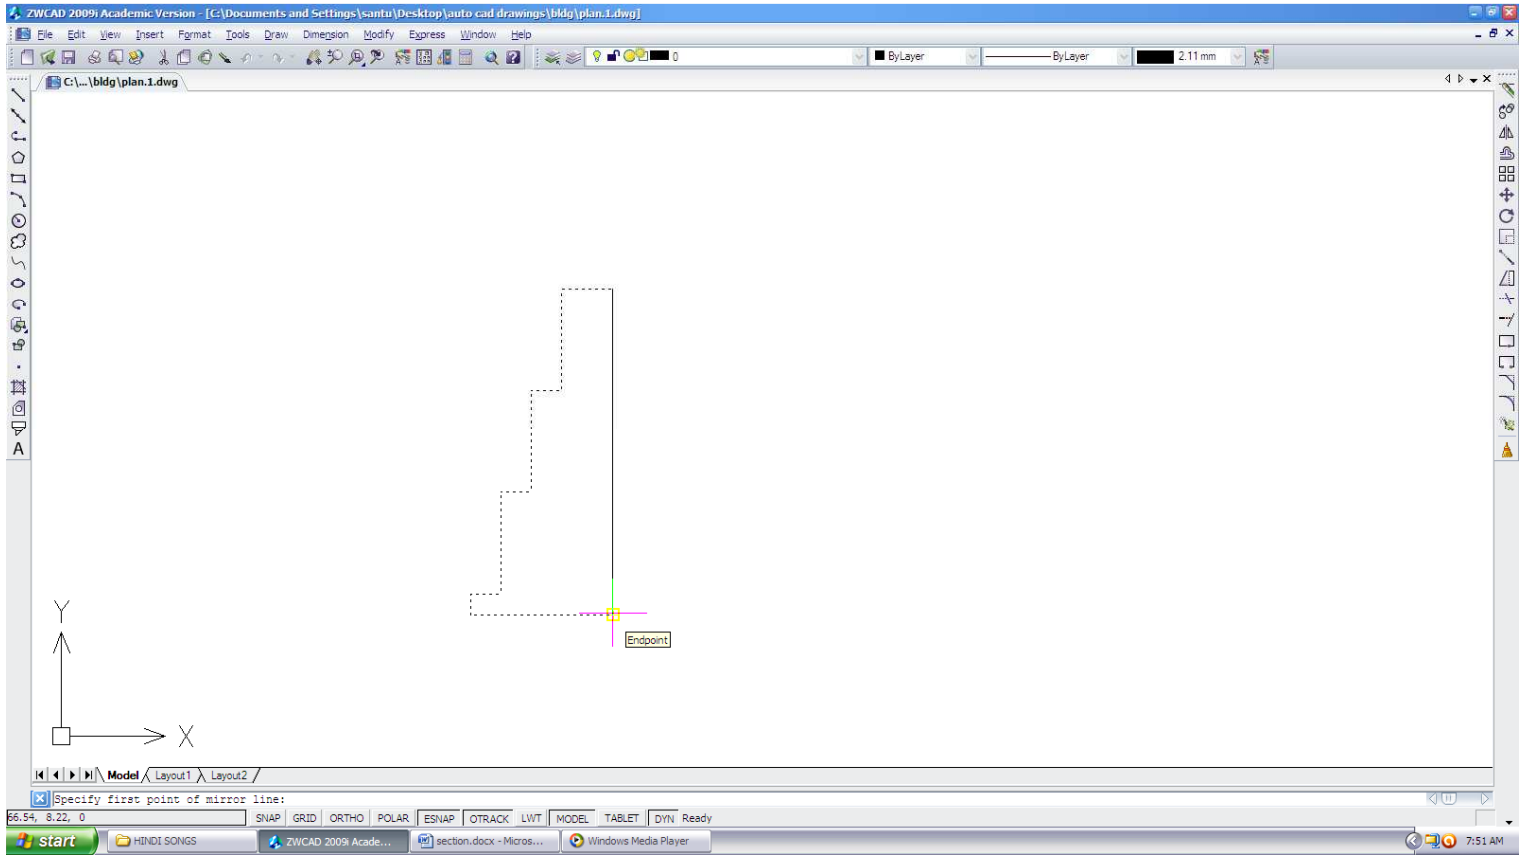 ZWCAD 2009i Academic Version - [C:\Documents and Settings\santu\Desktop\auto cad drawings\bldg\plan.1.dwg]
File Edit View Insert Format Tools Draw Dimension Modify Express Window Help
0 ByLayer ByLayer 2.11 mm
C:\...\bldg\plan.1.dwg
A
Endpoint
Y
X
Model Layout1 Layout2
Specify first point of mirror line:
66.54, 8.22, 0 SNAP GRID ORTHO POLAR ESNAP OTRACK LWT MODEL TABLET DYN Ready
start HINDI SONGS ZWCAD 2009i Acade... section.docx - Micros... Windows Media Player 7:51 AM